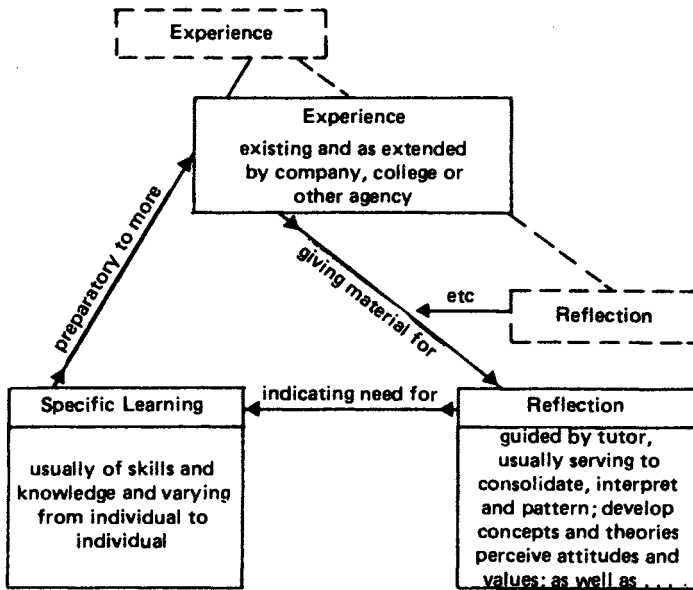 Experience
Experience
existing and as extended
by company, college or
other agency
preparatory to more
giving material for
etc
Reflection
indicating need for
Specific Learning
usually of skills and
knowledge and varying
from individual to
individual
Reflection
guided by tutor,
usually serving to
consolidate, interpret
and pattern; develop
concepts and theories
perceive attitudes and
values; as well as . . . .